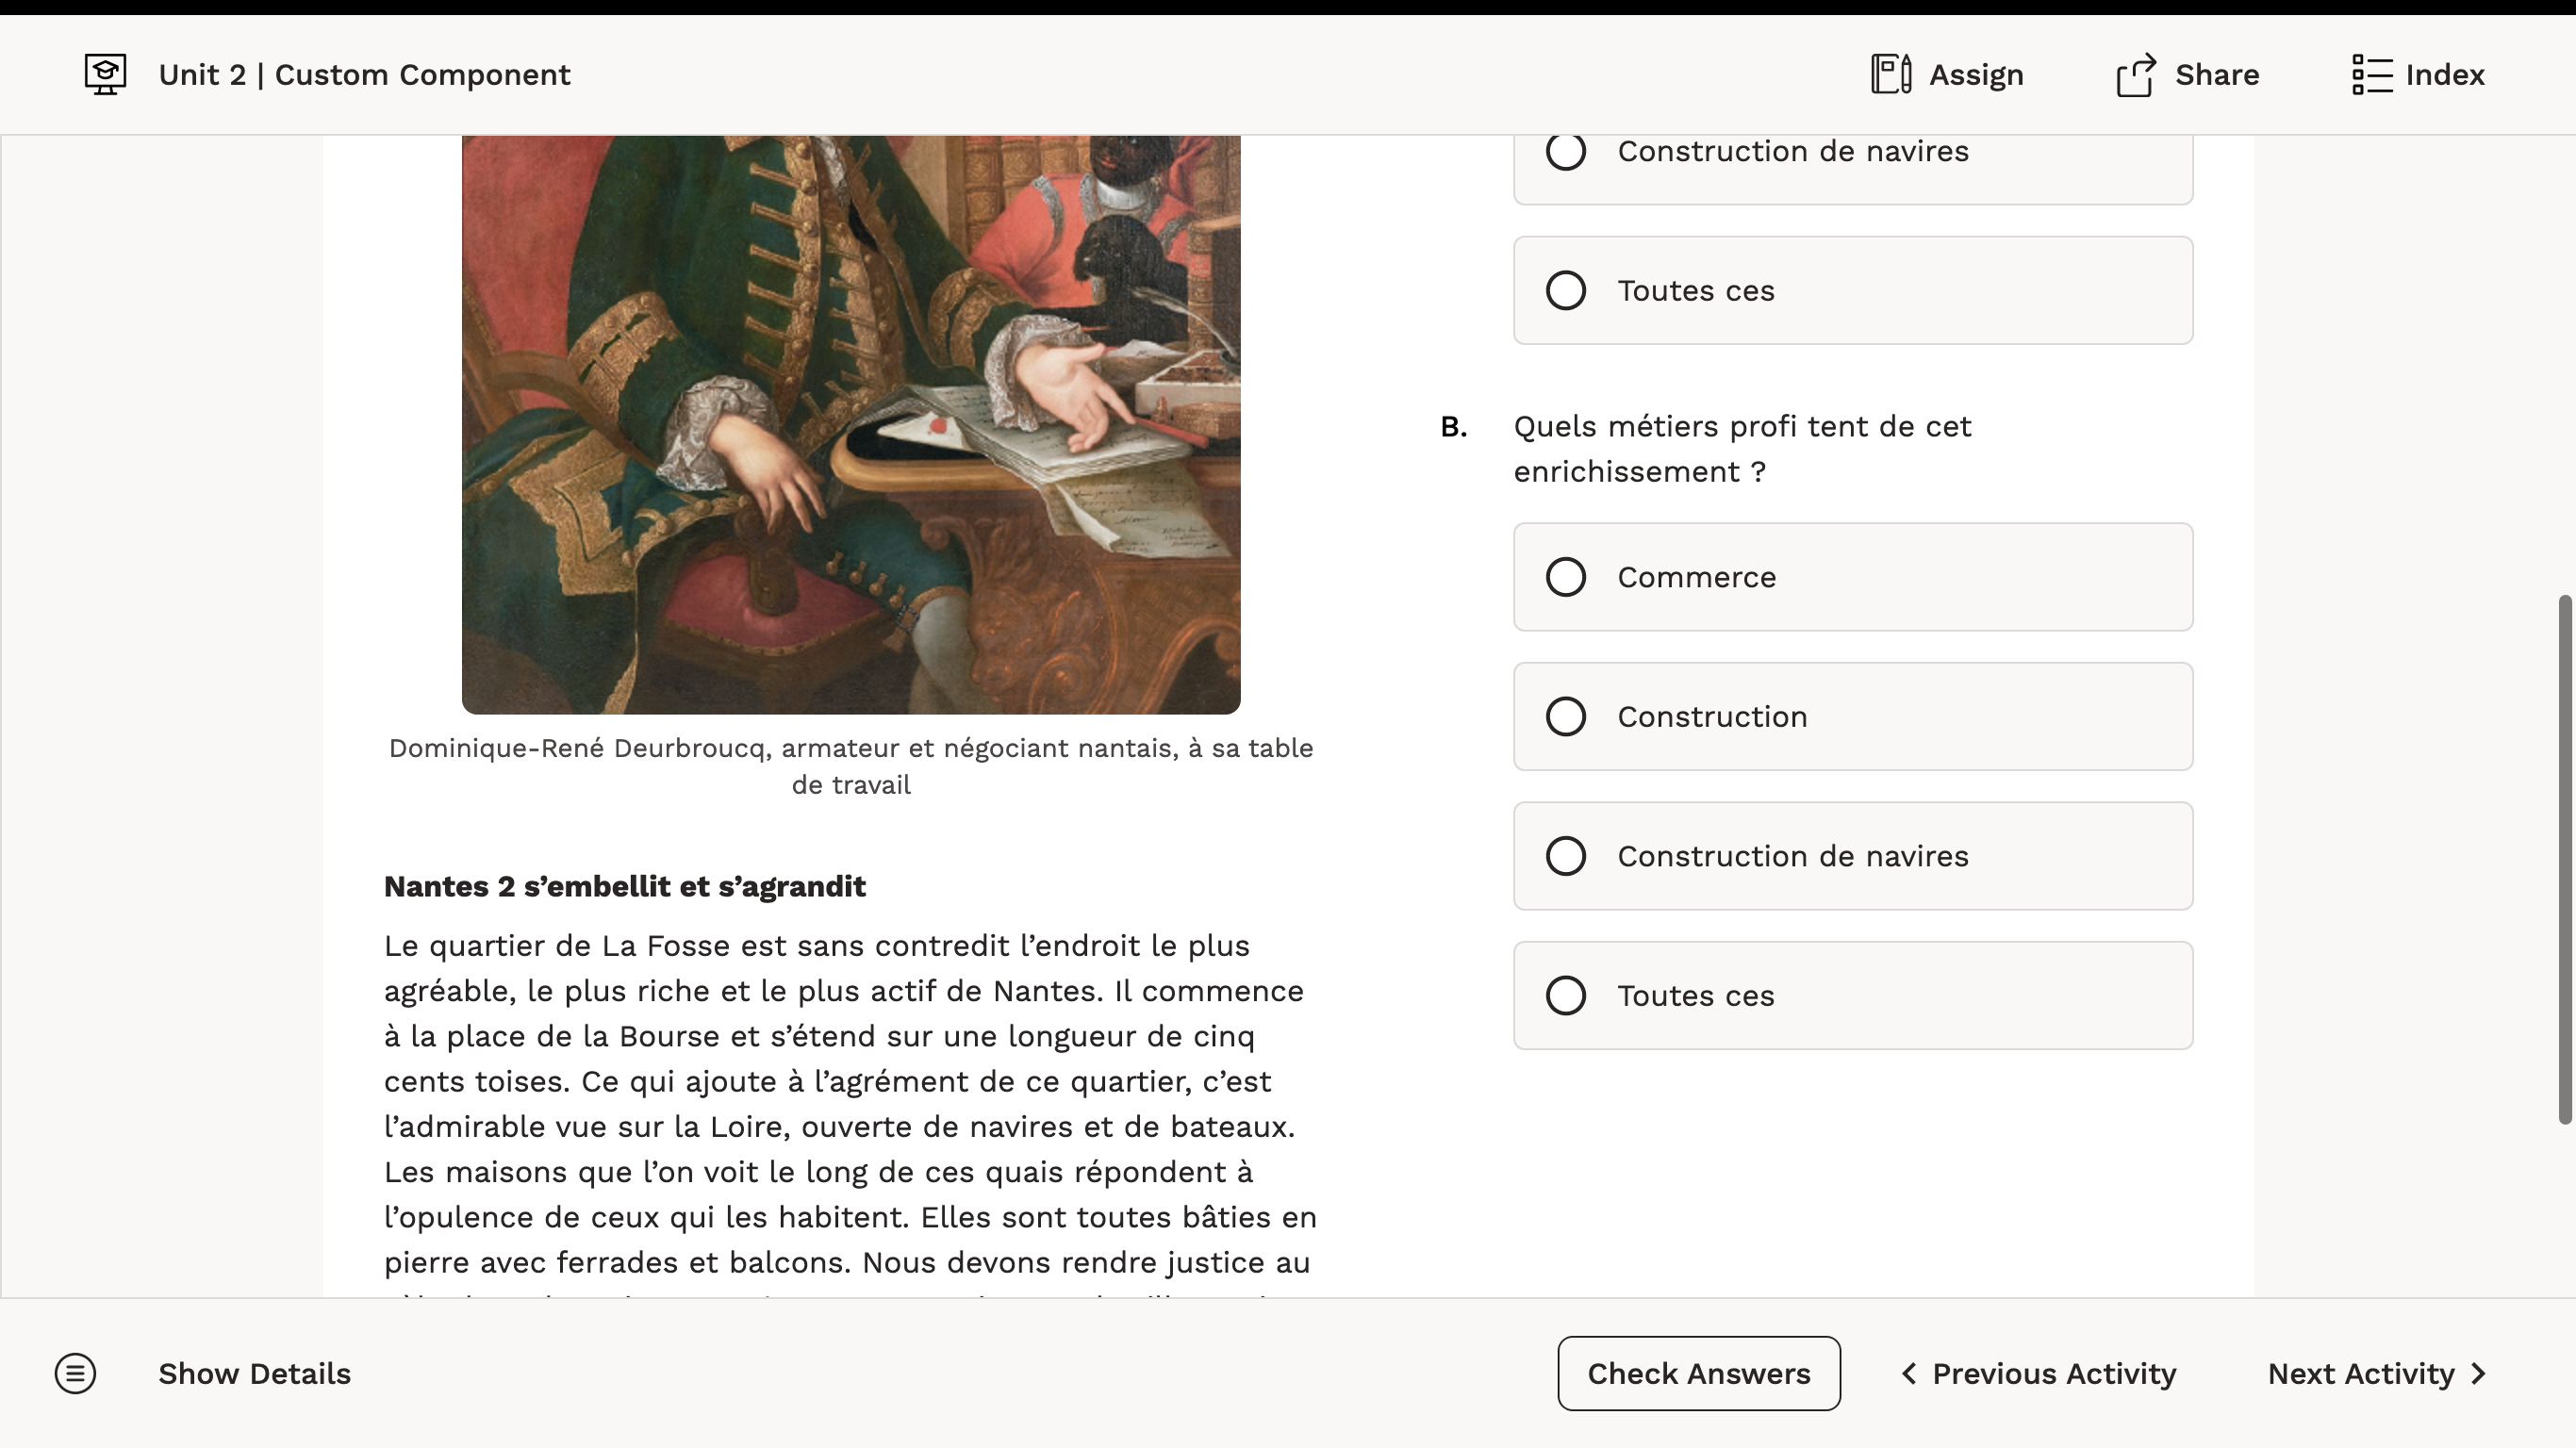 Unit 2 | Custom Component
Assign
Share
Index
Dominique-René Deurbroucq, armateur et négociant nantais, à sa table
de travail
Nantes 2 s’embellit et s’agrandit
Le quartier de La Fosse est sans contredit l’endroit le plus
agréable, le plus riche et le plus actif de Nantes. Il commence
à la place de la Bourse et s’étend sur une longueur de cinq
cents toises. Ce qui ajoute à l’agrément de ce quartier, c’est
l’admirable vue sur la Loire, ouverte de navires et de bateaux.
Les maisons que l’on voit le long de ces quais répondent à
l’opulence de ceux qui les habitent. Elles sont toutes bâties en
pierre avec ferrades et balcons. Nous devons rendre justice au
Construction de navires
Toutes ces
B. Quels métiers profi tent de cet
enrichissement ?
Commerce
Construction
Construction de navires
Toutes ces
Show Details
Check Answers
Previous Activity
Next Activity